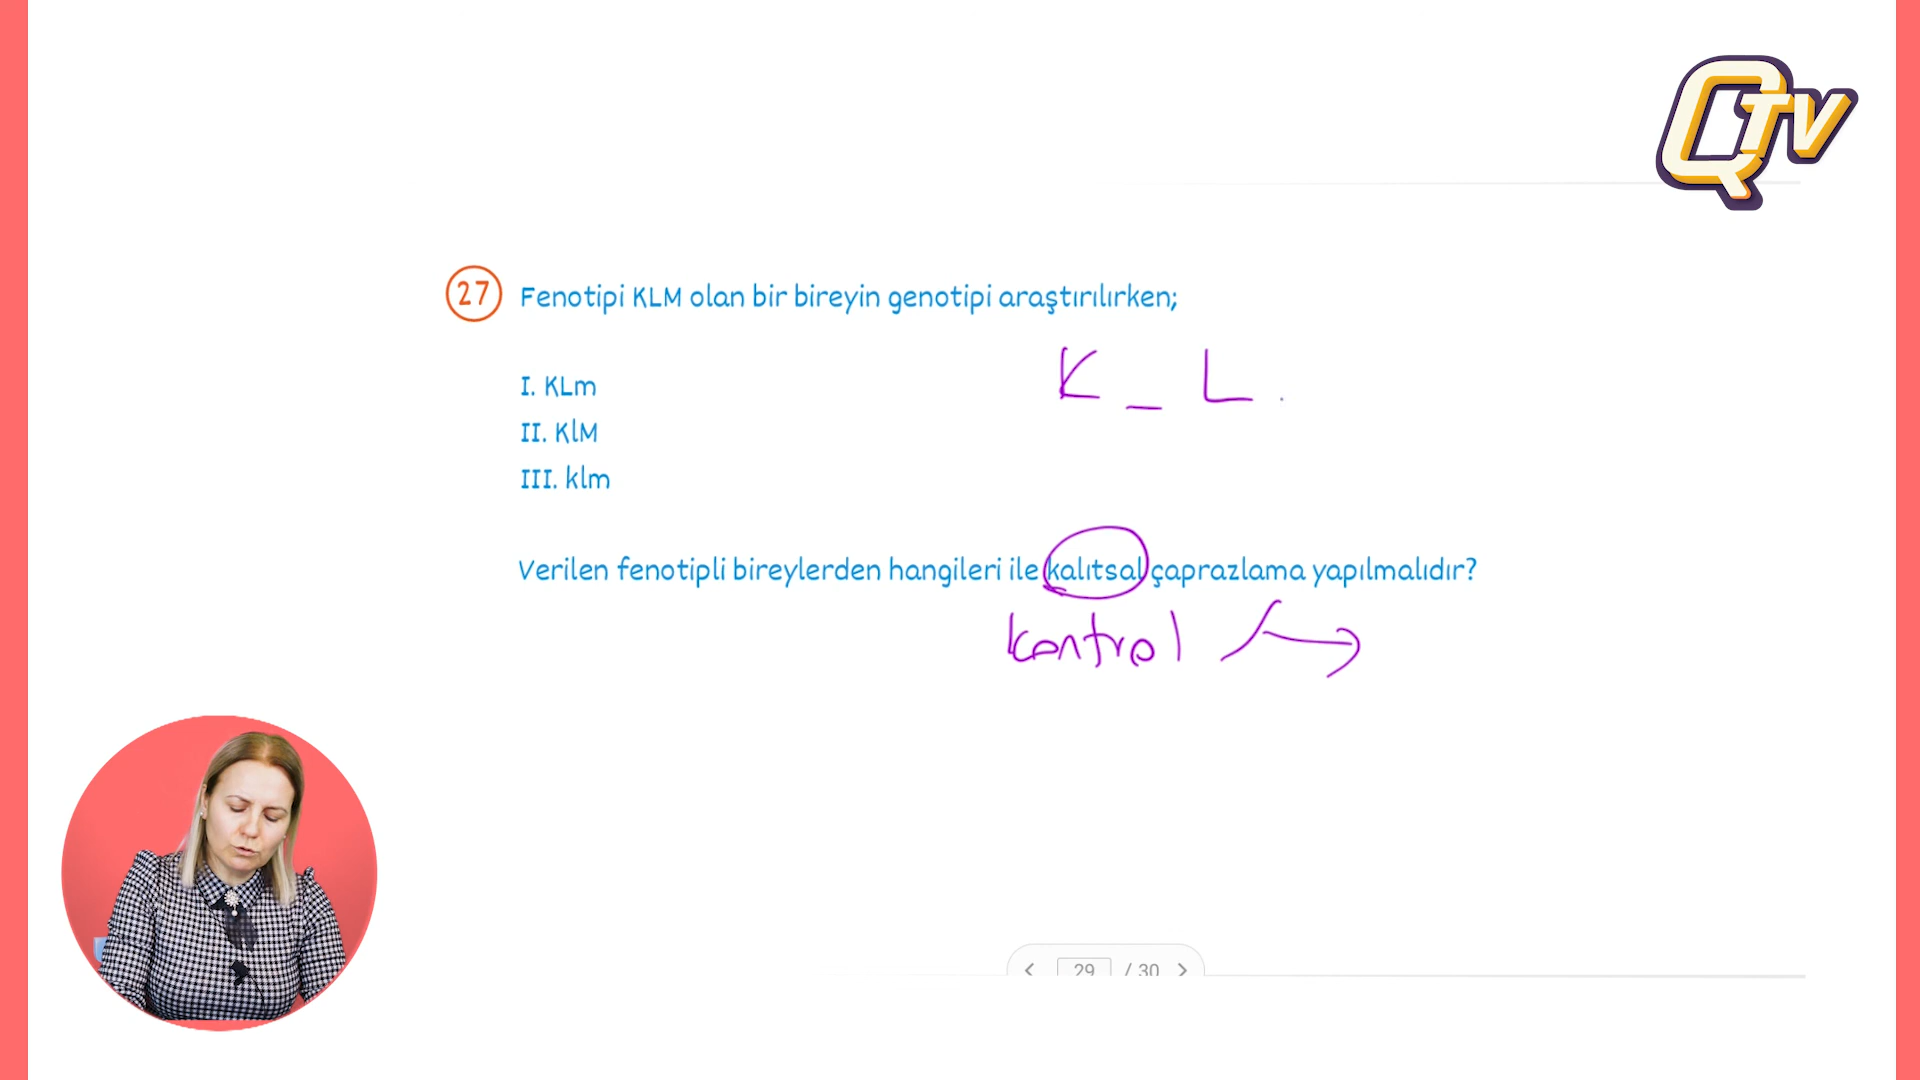 QTV
27 Fenotipi KLM olan bir bireyin genotipi araştırılırken;
K _ L .
I. KLm
II. KlM
III. klm
Verilen fenotipli bireylerden hangileri ile kalıtsal çaprazlama yapılmalıdır?
kontrol
29 / 30